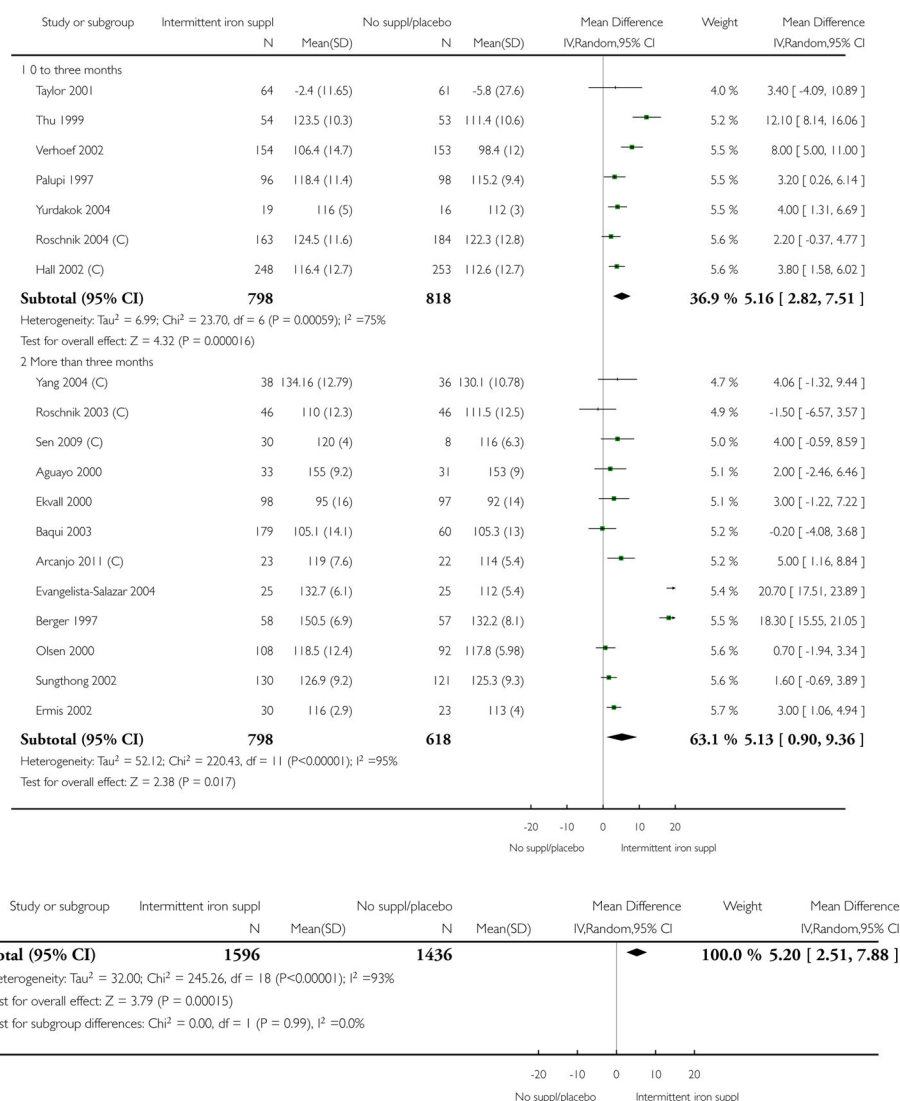 Study or subgroup Intermittent iron suppl No suppl/placebo Mean Difference Weight Mean Difference
N Mean(SD) N Mean(SD) IV,Random,95% CI IV,Random,95% CI
1 0 to three months
Taylor 2001 64 -2.4 (11.65) 61 -5.8 (27.6) 4.0 % 3.40 [ -4.09, 10.89 ]
Thu 1999 54 123.5 (10.3) 53 111.4 (10.6) 5.2 % 12.10 [ 8.14, 16.06 ]
Verhoef 2002 154 106.4 (14.7) 153 98.4 (12) 5.5 % 8.00 [ 5.00, 11.00 ]
Palupi 1997 96 118.4 (11.4) 98 115.2 (9.4) 5.5 % 3.20 [ 0.26, 6.14 ]
Yurdakok 2004 19 116 (5) 16 112 (3) 5.5 % 4.00 [ 1.31, 6.69 ]
Roschnik 2004 (C) 163 124.5 (11.6) 184 122.3 (12.8) 5.6 % 2.20 [ -0.37, 4.77 ]
Hall 2002 (C) 248 116.4 (12.7) 253 112.6 (12.7) 5.6 % 3.80 [ 1.58, 6.02 ]
Subtotal (95% CI) 798 818 36.9 % 5.16 [ 2.82, 7.51 ]
Heterogeneity: Tau² = 6.99; Chi² = 23.70, df = 6 (P = 0.00059); I² =75%
Test for overall effect: Z = 4.32 (P = 0.000016)
2 More than three months
Yang 2004 (C) 38 134.16 (12.79) 36 130.1 (10.78) 4.7 % 4.06 [ -1.32, 9.44 ]
Roschnik 2003 (C) 46 110 (12.3) 46 111.5 (12.5) 4.9 % -1.50 [ -6.57, 3.57 ]
Sen 2009 (C) 30 120 (4) 8 116 (6.3) 5.0 % 4.00 [ -0.59, 8.59 ]
Aguayo 2000 33 155 (9.2) 31 153 (9) 5.1 % 2.00 [ -2.46, 6.46 ]
Ekvall 2000 98 95 (16) 97 92 (14) 5.1 % 3.00 [ -1.22, 7.22 ]
Baqui 2003 179 105.1 (14.1) 60 105.3 (13) 5.2 % -0.20 [ -4.08, 3.68 ]
Arcanjo 2011 (C) 23 119 (7.6) 22 114 (5.4) 5.2 % 5.00 [ 1.16, 8.84 ]
Evangelista-Salazar 2004 25 132.7 (6.1) 25 112 (5.4) 5.4 % 20.70 [ 17.51, 23.89 ]
Berger 1997 58 150.5 (6.9) 57 132.2 (8.1) 5.5 % 18.30 [ 15.55, 21.05 ]
Olsen 2000 108 118.5 (12.4) 92 117.8 (5.98) 5.6 % 0.70 [ -1.94, 3.34 ]
Sungthong 2002 130 126.9 (9.2) 121 125.3 (9.3) 5.6 % 1.60 [ -0.69, 3.89 ]
Ermis 2002 30 116 (2.9) 23 113 (4) 5.7 % 3.00 [ 1.06, 4.94 ]
Subtotal (95% CI) 798 618 63.1 % 5.13 [ 0.90, 9.36 ]
Heterogeneity: Tau² = 52.12; Chi² = 220.43, df = 11 (P<0.00001); I² =95%
Test for overall effect: Z = 2.38 (P = 0.017)
-20 -10 0 10 20
No suppl/placebo Intermittent iron suppl
Study or subgroup Intermittent iron suppl No suppl/placebo Mean Difference Weight Mean Difference
N Mean(SD) N Mean(SD) IV,Random,95% CI IV,Random,95% CI
otal (95% CI) 1596 1436 100.0 % 5.20 [ 2.51, 7.88 ]
eterogeneity: Tau² = 32.00; Chi² = 245.26, df = 18 (P<0.00001); I² =93%
st for overall effect: Z = 3.79 (P = 0.00015)
st for subgroup differences: Chi² = 0.00, df = 1 (P = 0.99), I² =0.0%
-20 -10 0 10 20
No suppl/placebo Intermittent iron suppl